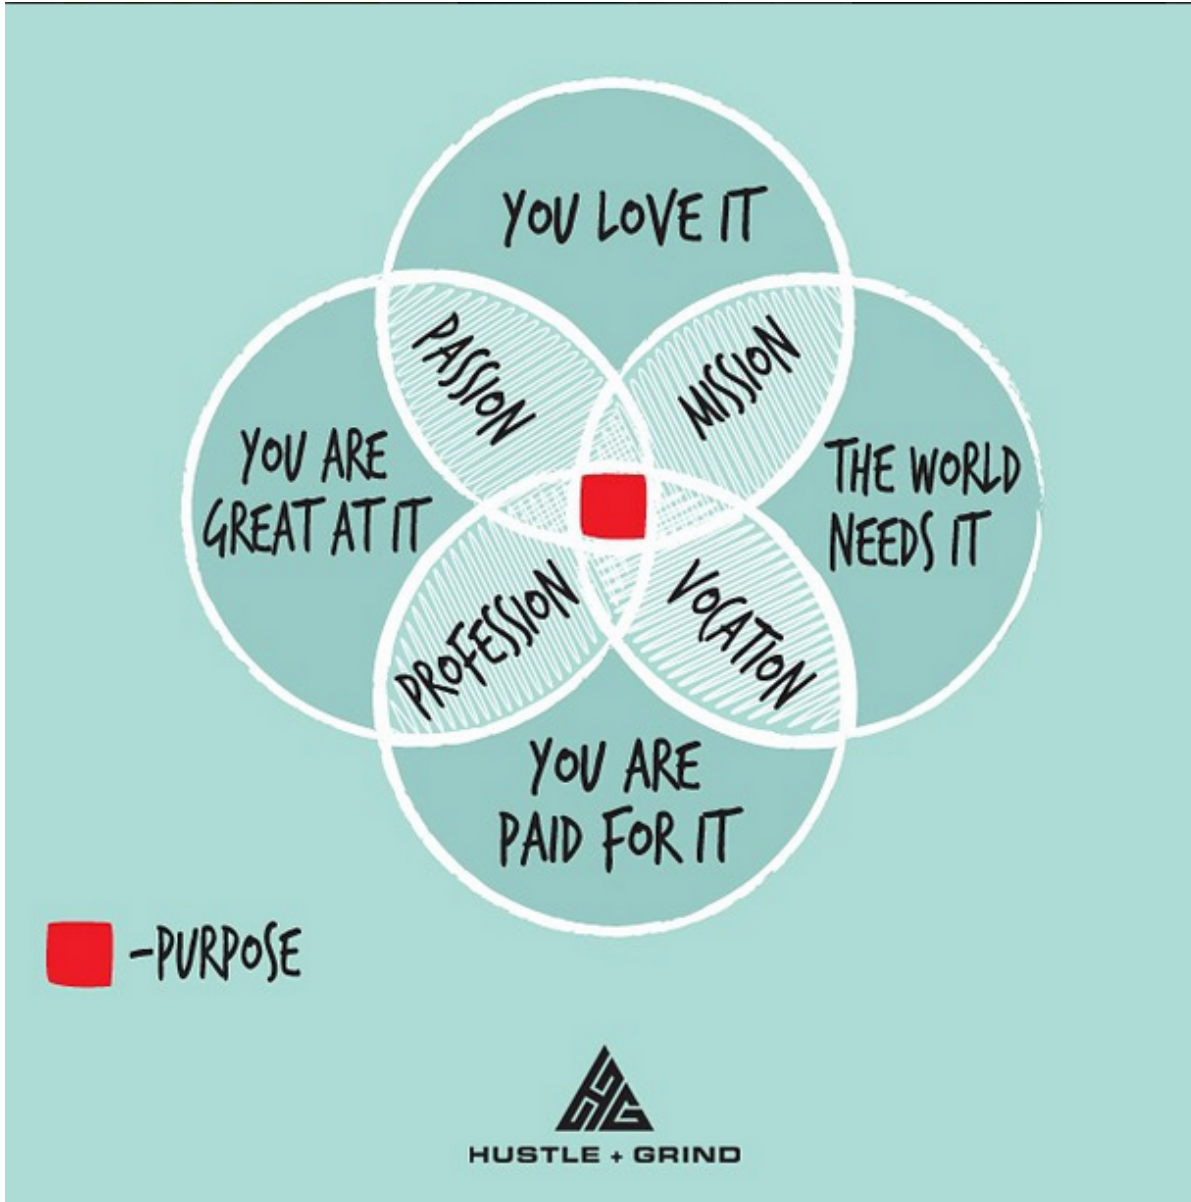 YOU LOVE IT
PASSION
MISSION
YOU ARE
GREAT AT IT
THE WORLD
NEEDS IT
PROFESSION
VOCATION
YOU ARE
PAID FOR IT
-PURPOSE
HG
HUSTLE + GRIND